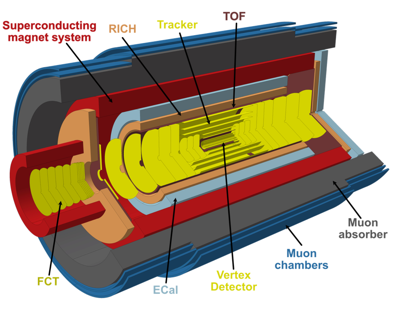 Superconducting
magnet system
RICH
Tracker
TOF
Muon
absorber
Muon
chambers
Vertex
Detector
ECal
FCT